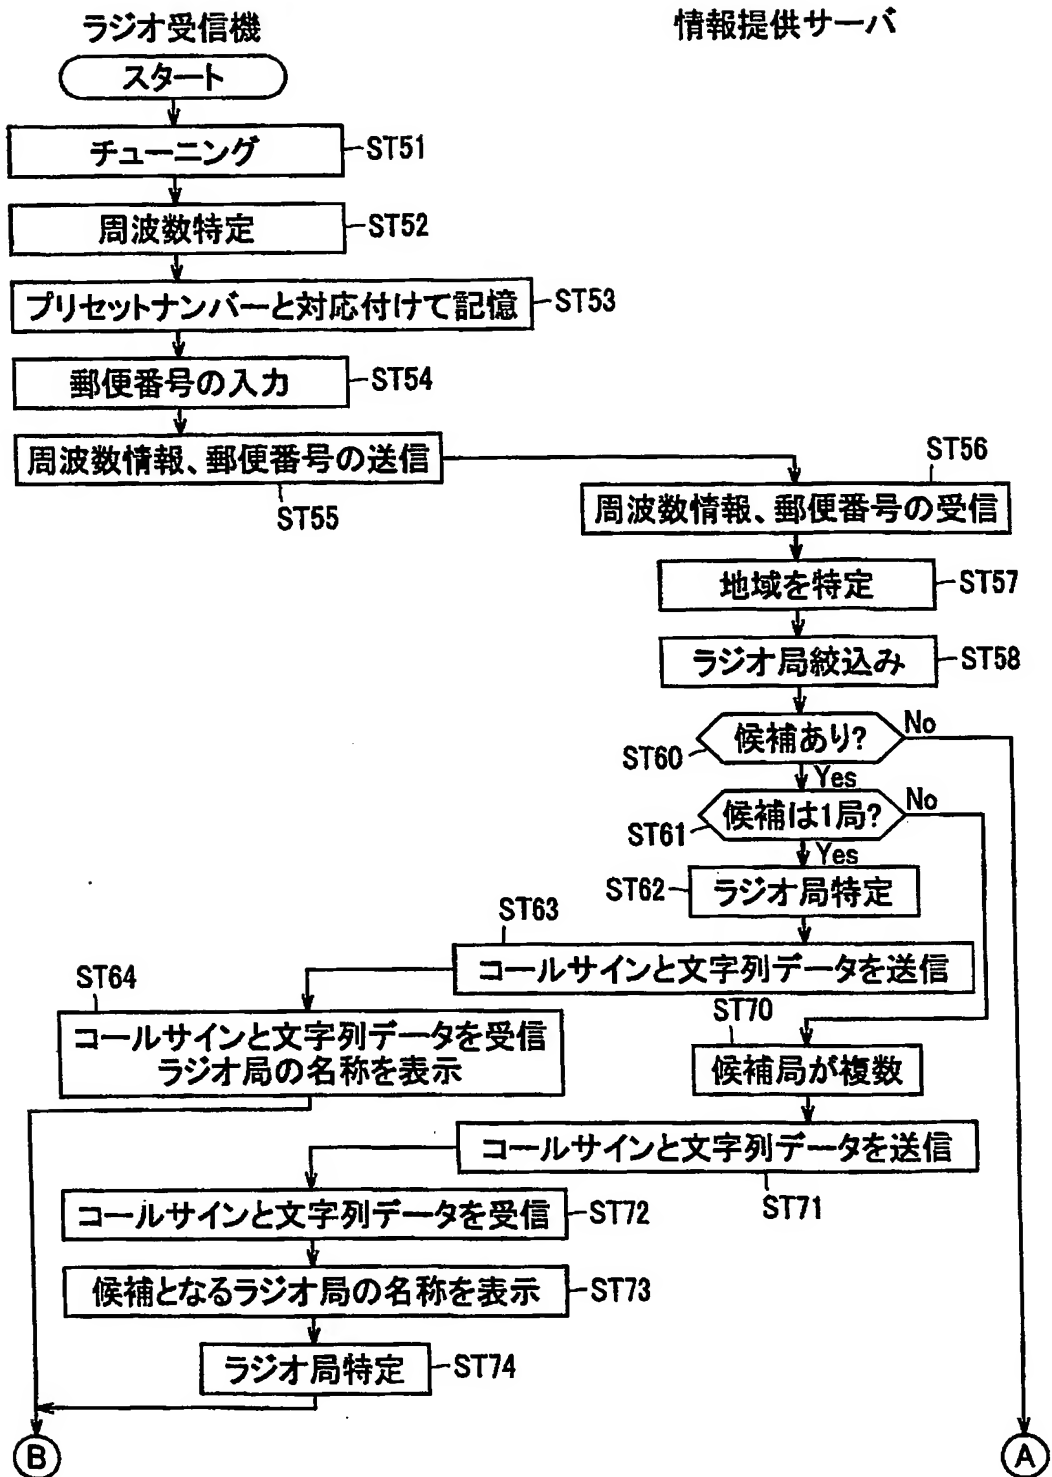 ラジオ受信機
情報提供サーバ
スタート
チューニング
ST51
周波数特定
ST52
プリセットナンバーと対応付けて記憶
ST53
郵便番号の入力
ST54
周波数情報、郵便番号の送信
ST55
ST56
周波数情報、郵便番号の受信
地域を特定
ST57
ラジオ局絞込み
ST58
候補あり?
No
ST60
Yes
候補は1局?
No
ST61
Yes
ST62
ラジオ局特定
ST63
コールサインと文字列データを送信
ST64
コールサインと文字列データを受信
ラジオ局の名称を表示
ST70
候補局が複数
コールサインと文字列データを送信
ST71
コールサインと文字列データを受信
ST72
候補となるラジオ局の名称を表示
ST73
ラジオ局特定
ST74
B
A